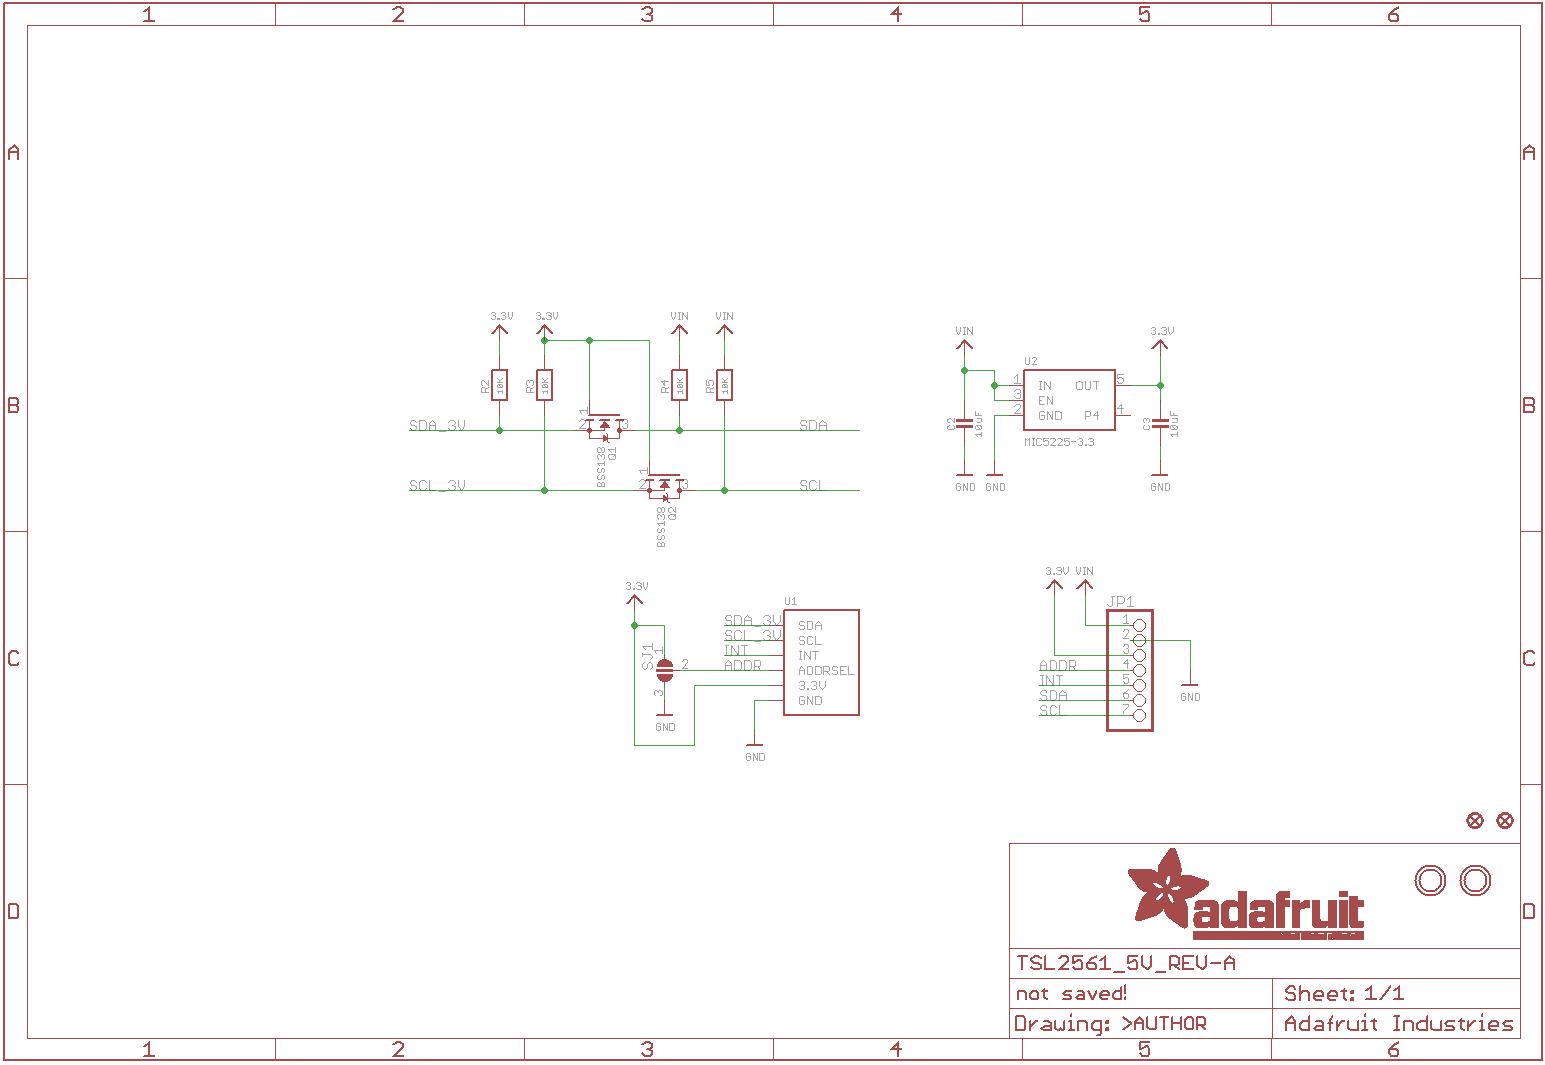 1 2 3 4 5 6
A A
3.3V 3.3V VIN VIN
R2 10K R3 10K R4 10K R5 10K
1
SDA_3V 2 3 SDA
BSS138 Q1
1
SCL_3V 2 3 SCL
BSS138 Q2
VIN 3.3V
U2
1 IN OUT 5
3 EN
2 GND P4 4
MIC5225-3.3
C2 10uF C3 10uF
GND GND GND
B B
3.3V
U1
SDA_3V SDA
SCL_3V SCL
INT INT
ADDR ADDRSEL
3.3V
GND
SJ1 1
2
3
GND
GND
3.3V VIN
JP1
1
2
3
ADDR 4
INT 5
SDA 6
SCL 7
GND
C C
D D
adafruit
TSL2561_5V_REV-A
not saved! Sheet: 1/1
Drawing: >AUTHOR Adafruit Industries
1 2 3 4 5 6